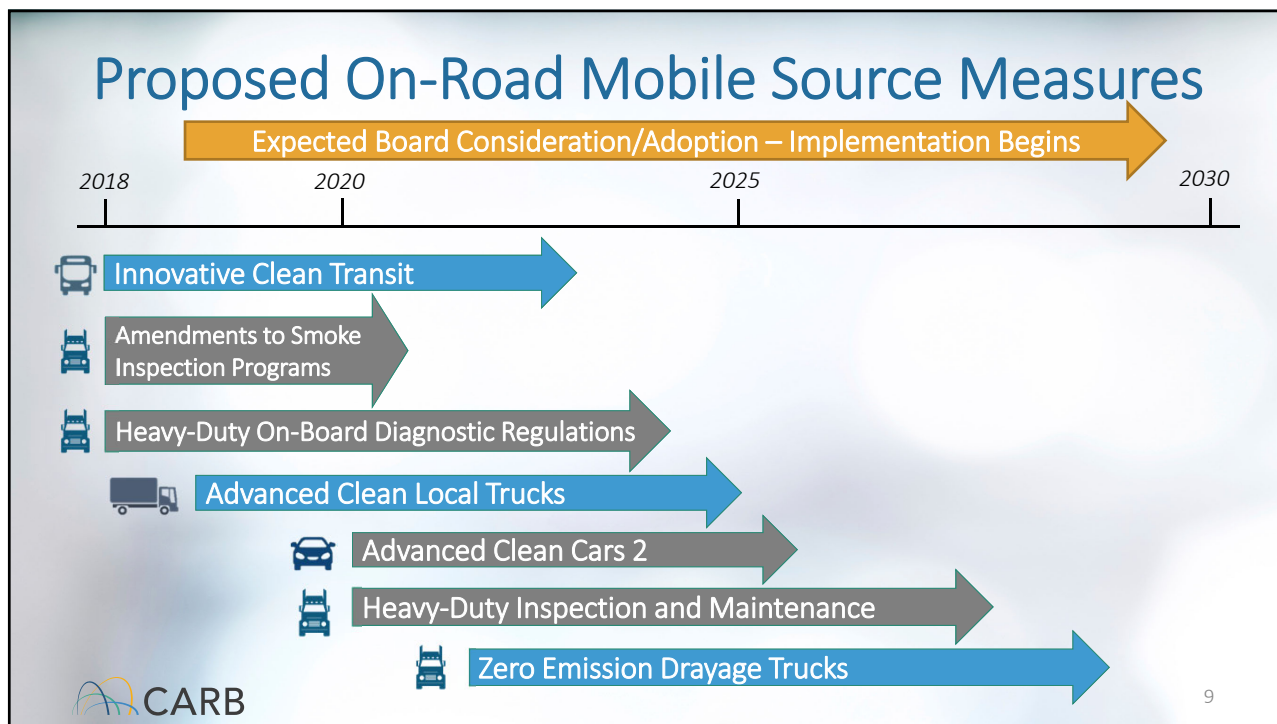 Proposed On-Road Mobile Source Measures
Expected Board Consideration/Adoption – Implementation Begins
2018
2020
2025
2030
Innovative Clean Transit
Amendments to Smoke
Inspection Programs
Heavy-Duty On-Board Diagnostic Regulations
Advanced Clean Local Trucks
Advanced Clean Cars 2
Heavy-Duty Inspection and Maintenance
Zero Emission Drayage Trucks
CARB
9